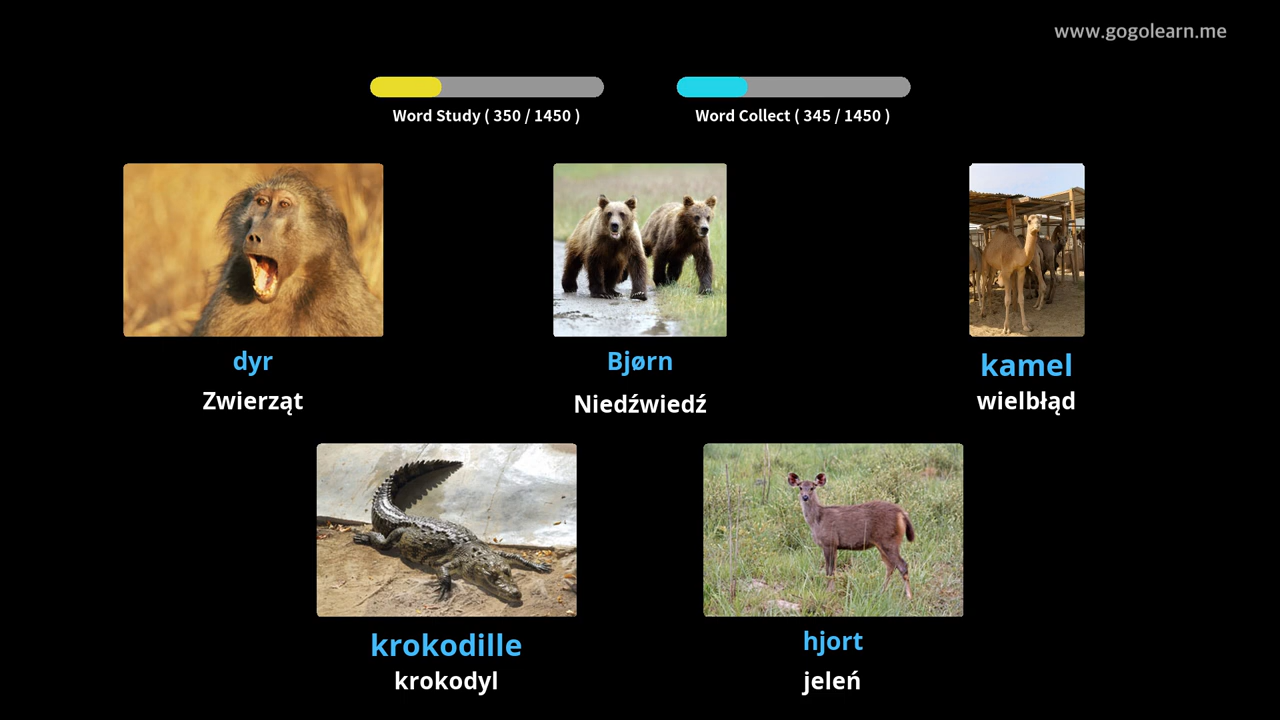 www.gogolearn.me
Word Study ( 350 / 1450 )
Word Collect ( 345 / 1450 )
dyr
Zwierząt
Bjørn
Niedźwiedź
kamel
wielbłąd
krokodille
krokodyl
hjort
jeleń